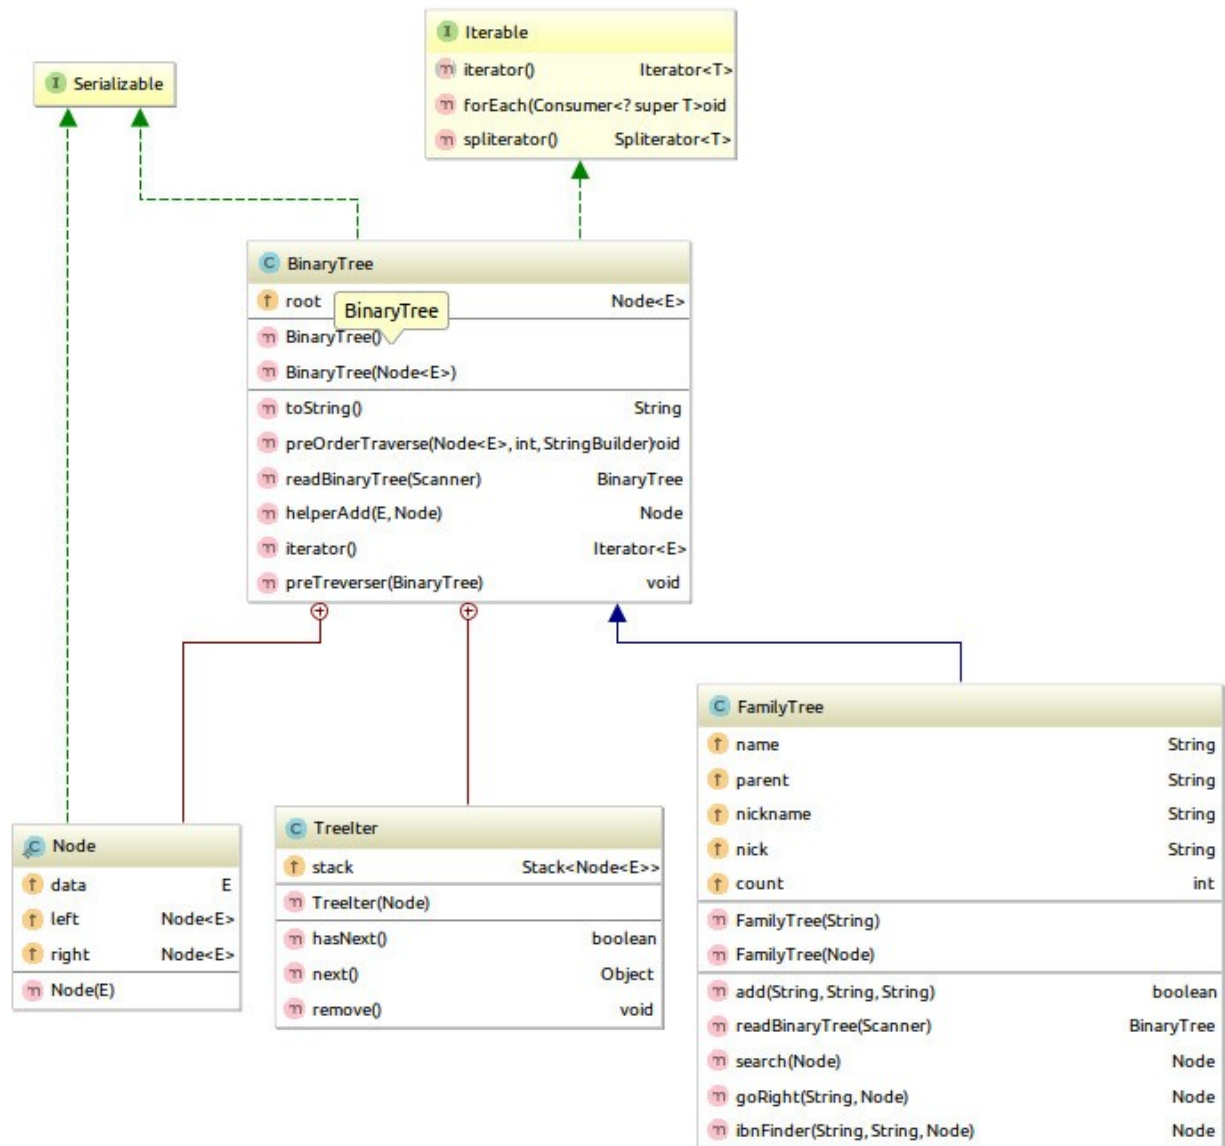 Iterable
iterator() Iterator<T>
forEach(Consumer<? super T>oid
spliterator() Spliterator<T>
Serializable
BinaryTree
root Node<E>
BinaryTree
BinaryTree()
BinaryTree(Node<E>)
toString() String
preOrderTraverse(Node<E>, int, StringBuilder)oid
readBinaryTree(Scanner) BinaryTree
helperAdd(E, Node) Node
iterator() Iterator<E>
preTreverser(BinaryTree) void
Node
data E
left Node<E>
right Node<E>
Node(E)
TreeIter
stack Stack<Node<E>>
TreeIter(Node)
hasNext() boolean
next() Object
remove() void
FamilyTree
name String
parent String
nickname String
nick String
count int
FamilyTree(String)
FamilyTree(Node)
add(String, String, String) boolean
readBinaryTree(Scanner) BinaryTree
search(Node) Node
goRight(String, Node) Node
ibnFinder(String, String, Node) Node